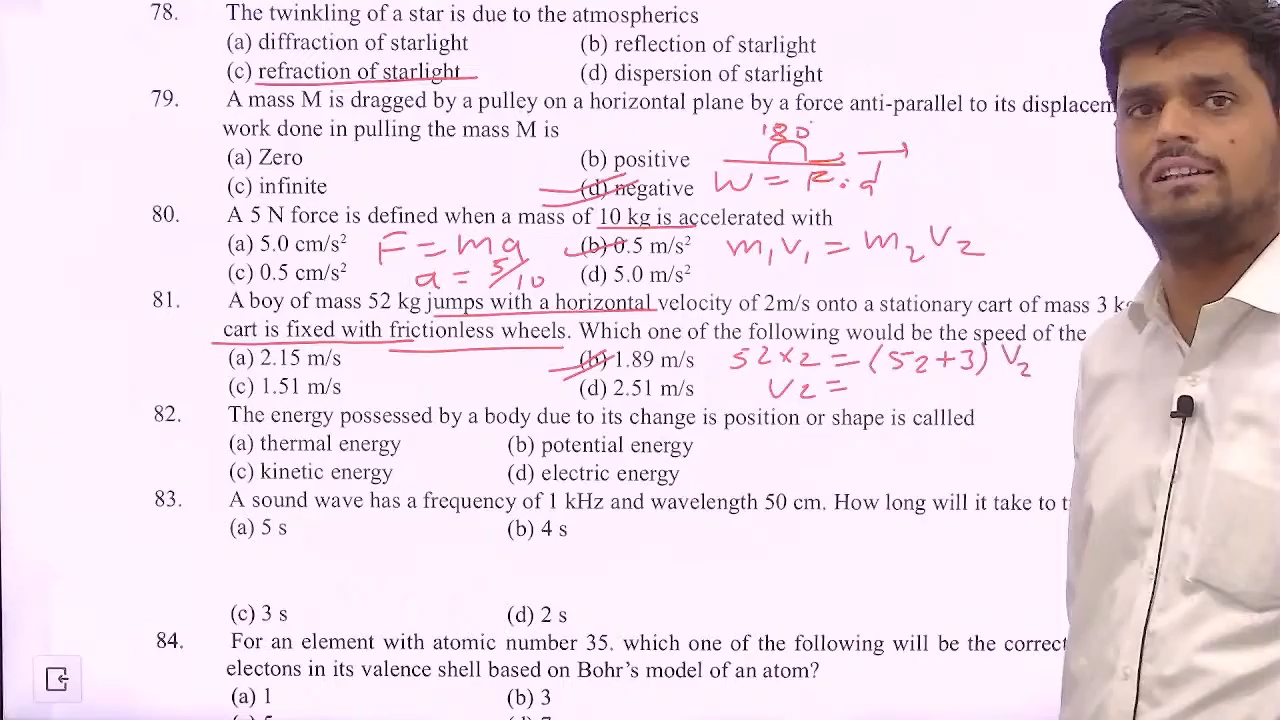 78. The twinkling of a star is due to the atmospherics
(a) diffraction of starlight (b) reflection of starlight
(c) refraction of starlight (d) dispersion of starlight
79. A mass M is dragged by a pulley on a horizontal plane by a force anti-parallel to its
work done in pulling the mass M is
180°
(a) Zero (b) positive
(c) infinite (d) negative W = F.d
80. A 5 N force is defined when a mass of 10 kg is accelerated with
(a) 5.0 cm/s² F = ma (b) 0.5 m/s² m₁v₁ = m₂v₂
(c) 0.5 cm/s² a = 5/10 (d) 5.0 m/s²
81. A boy of mass 52 kg jumps with a horizontal velocity of 2m/s onto a stationary cart of mass 3
cart is fixed with frictionless wheels. Which one of the following would be the speed of the
(a) 2.15 m/s (b) 1.89 m/s 52×2 = (52+3) V₂
(c) 1.51 m/s (d) 2.51 m/s V₂ =
82. The energy possessed by a body due to its change is position or shape is callled
(a) thermal energy (b) potential energy
(c) kinetic energy (d) electric energy
83. A sound wave has a frequency of 1 kHz and wavelength 50 cm. How long will it take to
(a) 5 s (b) 4 s
(c) 3 s (d) 2 s
84. For an element with atomic number 35. which one of the following will be the correct
electons in its valence shell based on Bohr's model of an atom?
(a) 1 (b) 3